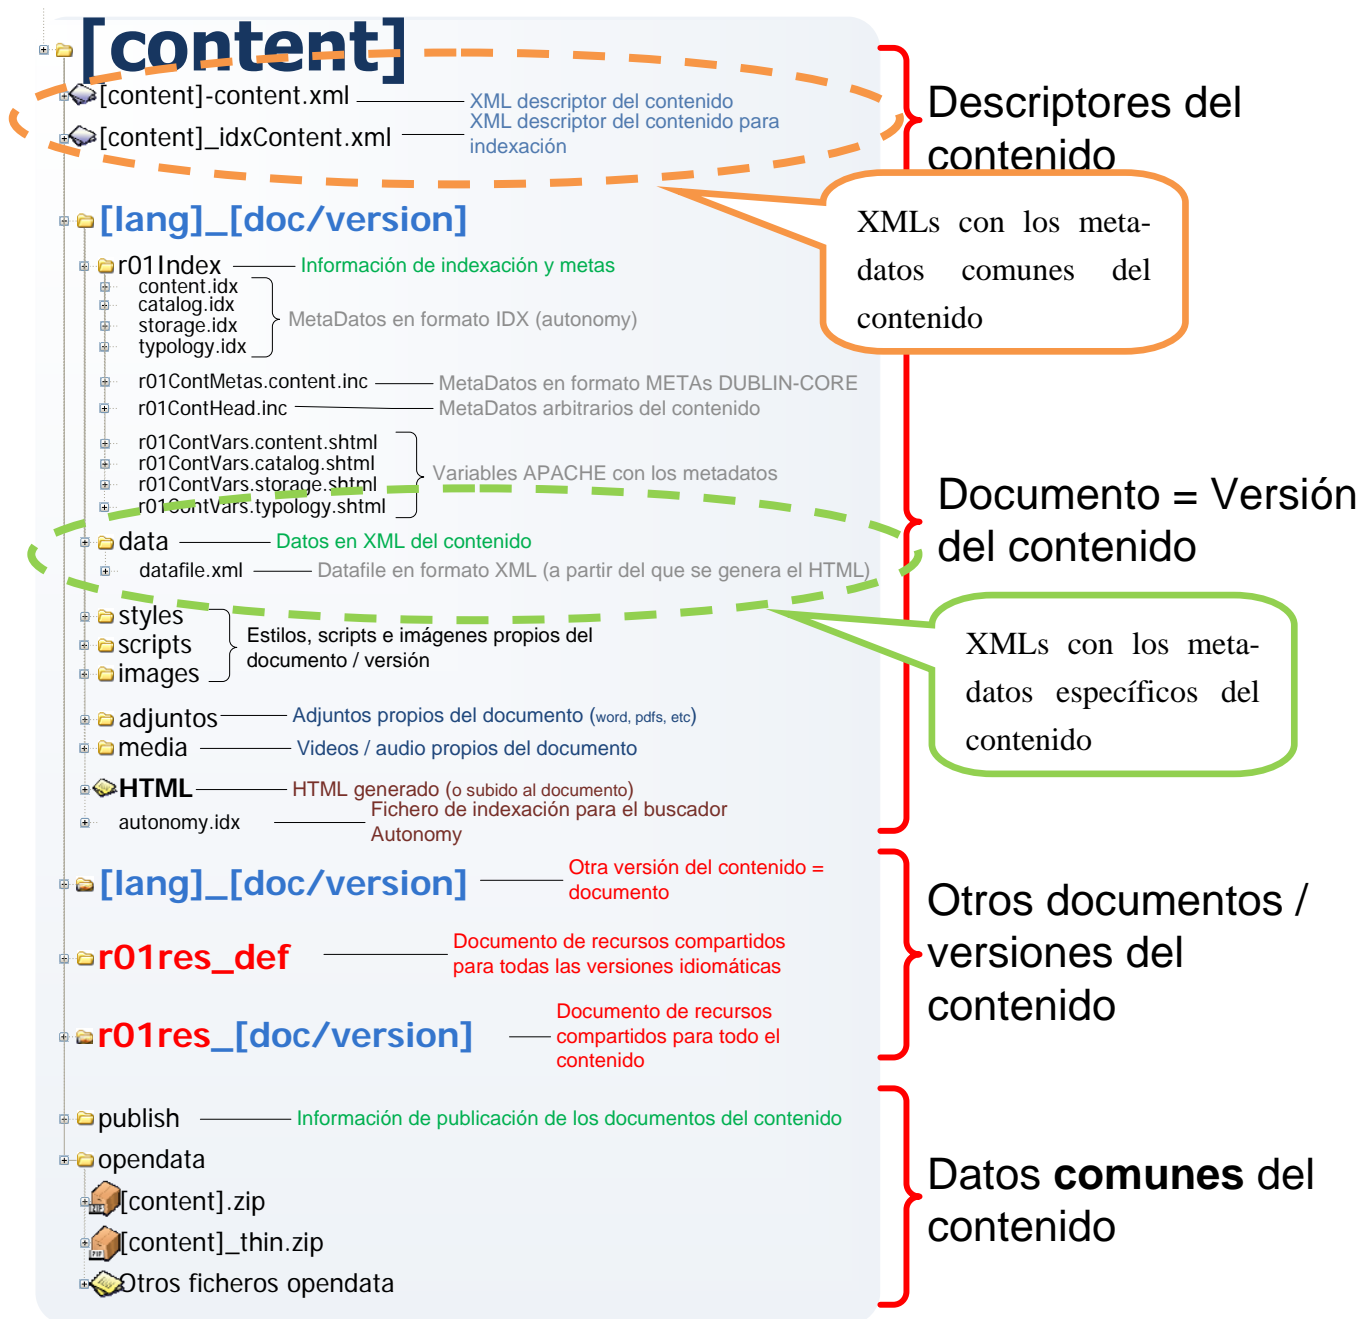 [content]
[content]-content.xml
XML descriptor del contenido
[content]_idxContent.xml
XML descriptor del contenido para
indexación
Descriptores del
contenido
XMLs con los meta-
datos comunes del
contenido
[lang]_[doc/version]
r01Index
Información de indexación y metas
content.idx
catalog.idx
storage.idx
typology.idx
MetaDatos en formato IDX (autonomy)
r01ContMetas.content.inc
MetaDatos en formato METAs DUBLIN-CORE
r01ContHead.inc
MetaDatos arbitrarios del contenido
r01ContVars.content.shtml
r01ContVars.catalog.shtml
r01ContVars.storage.shtml
r01ContVars.typology.shtml
Variables APACHE con los metadatos
Documento = Versión
del contenido
data
Datos en XML del contenido
datafile.xml
Datafile en formato XML (a partir del que se genera el HTML)
XMLs con los meta-
datos específicos del
contenido
styles
scripts
images
Estilos, scripts e imágenes propios del
documento / versión
adjuntos
Adjuntos propios del documento (word, pdfs, etc)
media
Videos / audio propios del documento
HTML
HTML generado (o subido al documento)
autonomy.idx
Fichero de indexación para el buscador
Autonomy
[lang]_[doc/version]
Otra versión del contenido =
documento
r01res_def
Documento de recursos compartidos
para todas las versiones idiomáticas
r01res_[doc/version]
Documento de recursos
compartidos para todo el
contenido
Otros documentos /
versiones del
contenido
publish
Información de publicación de los documentos del contenido
opendata
[content].zip
[content]_thin.zip
Otros ficheros opendata
Datos comunes del
contenido